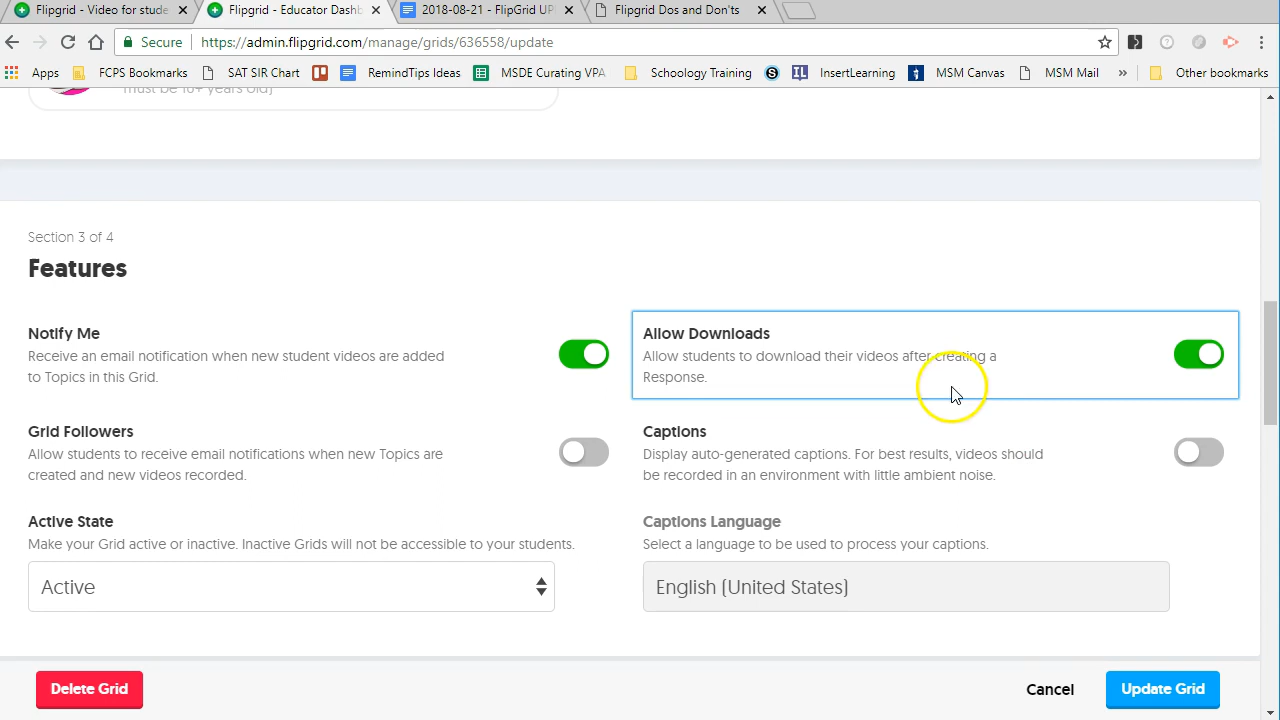 Flipgrid - Video for stude
Flipgrid - Educator Dashb
2018-08-21 - FlipGrid UP
Flipgrid Dos and Don'ts
Secure
https://admin.flipgrid.com/manage/grids/636558/update
Apps
FCPS Bookmarks
SAT SIR Chart
RemindTips Ideas
MSDE Curating VPA
Schoology Training
InsertLearning
MSM Canvas
MSM Mail
»
Other bookmarks
must be 16+ years old)
Section 3 of 4
Features
Notify Me
Receive an email notification when new student videos are added
to Topics in this Grid.
Allow Downloads
Allow students to download their videos after creating a
Response.
Grid Followers
Allow students to receive email notifications when new Topics are
created and new videos recorded.
Captions
Display auto-generated captions. For best results, videos should
be recorded in an environment with little ambient noise.
Active State
Make your Grid active or inactive. Inactive Grids will not be accessible to your students.
Active
Captions Language
Select a language to be used to process your captions.
English (United States)
Delete Grid
Cancel
Update Grid